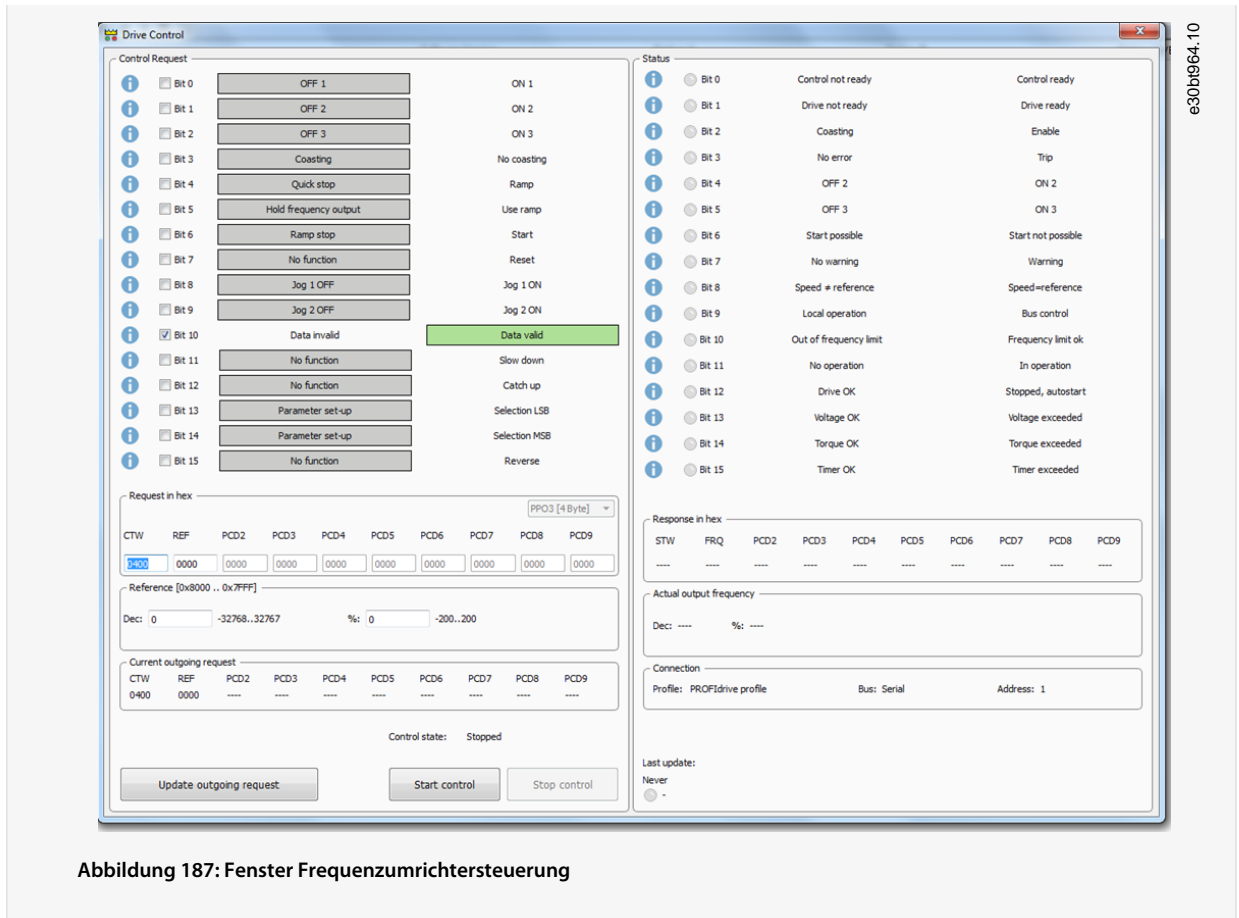 Drive Control
Control Request
Bit 0 OFF 1 ON 1
Bit 1 OFF 2 ON 2
Bit 2 OFF 3 ON 3
Bit 3 Coasting No coasting
Bit 4 Quick stop Ramp
Bit 5 Hold frequency output Use ramp
Bit 6 Ramp stop Start
Bit 7 No function Reset
Bit 8 Jog 1 OFF Jog 1 ON
Bit 9 Jog 2 OFF Jog 2 ON
Bit 10 Data invalid Data valid
Bit 11 No function Slow down
Bit 12 No function Catch up
Bit 13 Parameter set-up Selection LSB
Bit 14 Parameter set-up Selection MSB
Bit 15 No function Reverse
Request in hex
PPO3 [4 Byte]
CTW REF PCD2 PCD3 PCD4 PCD5 PCD6 PCD7 PCD8 PCD9
0400 0000 0000 0000 0000 0000 0000 0000 0000 0000
Reference [0x8000 .. 0x7FFF]
Dec: 0 -32768..32767 %: 0 -200..200
Current outgoing request
CTW REF PCD2 PCD3 PCD4 PCD5 PCD6 PCD7 PCD8 PCD9
0400 0000 ---- ---- ---- ---- ---- ---- ---- ----
Control state: Stopped
Update outgoing request Start control Stop control
Status
Bit 0 Control not ready Control ready
Bit 1 Drive not ready Drive ready
Bit 2 Coasting Enable
Bit 3 No error Trip
Bit 4 OFF 2 ON 2
Bit 5 OFF 3 ON 3
Bit 6 Start possible Start not possible
Bit 7 No warning Warning
Bit 8 Speed ≠ reference Speed=reference
Bit 9 Local operation Bus control
Bit 10 Out of frequency limit Frequency limit ok
Bit 11 No operation In operation
Bit 12 Drive OK Stopped, autostart
Bit 13 Voltage OK Voltage exceeded
Bit 14 Torque OK Torque exceeded
Bit 15 Timer OK Timer exceeded
Response in hex
STW FRQ PCD2 PCD3 PCD4 PCD5 PCD6 PCD7 PCD8 PCD9
---- ---- ---- ---- ---- ---- ---- ---- ---- ----
Actual output frequency
Dec: ---- %: ----
Connection
Profile: PROFIdrive profile Bus: Serial Address: 1
Last update:
Never
-
e30bt964.10
Abbildung 187: Fenster Frequenzumrichtersteuerung